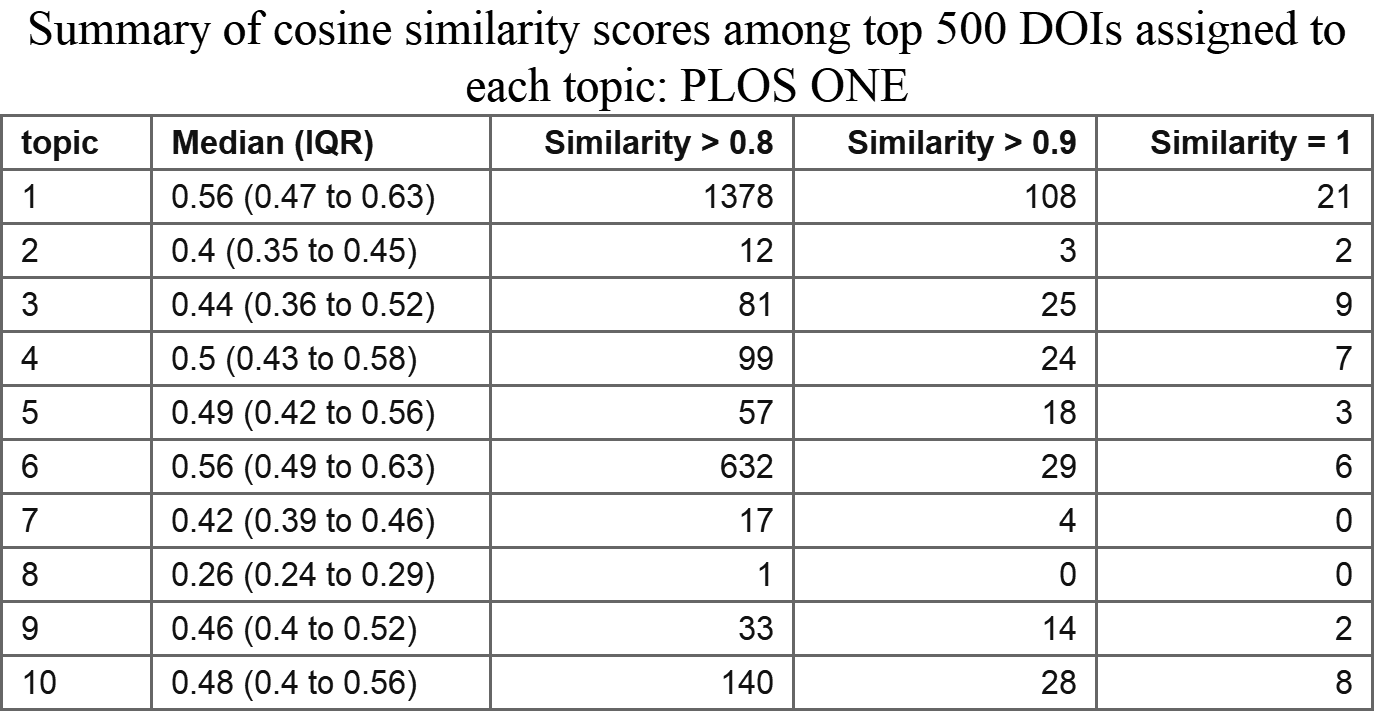 Summary of cosine similarity scores among top 500 DOIs assigned to
each topic: PLOS ONE
topic Median (IQR) Similarity > 0.8 Similarity > 0.9 Similarity = 1
1 0.56 (0.47 to 0.63) 1378 108 21
2 0.4 (0.35 to 0.45) 12 3 2
3 0.44 (0.36 to 0.52) 81 25 9
4 0.5 (0.43 to 0.58) 99 24 7
5 0.49 (0.42 to 0.56) 57 18 3
6 0.56 (0.49 to 0.63) 632 29 6
7 0.42 (0.39 to 0.46) 17 4 0
8 0.26 (0.24 to 0.29) 1 0 0
9 0.46 (0.4 to 0.52) 33 14 2
10 0.48 (0.4 to 0.56) 140 28 8